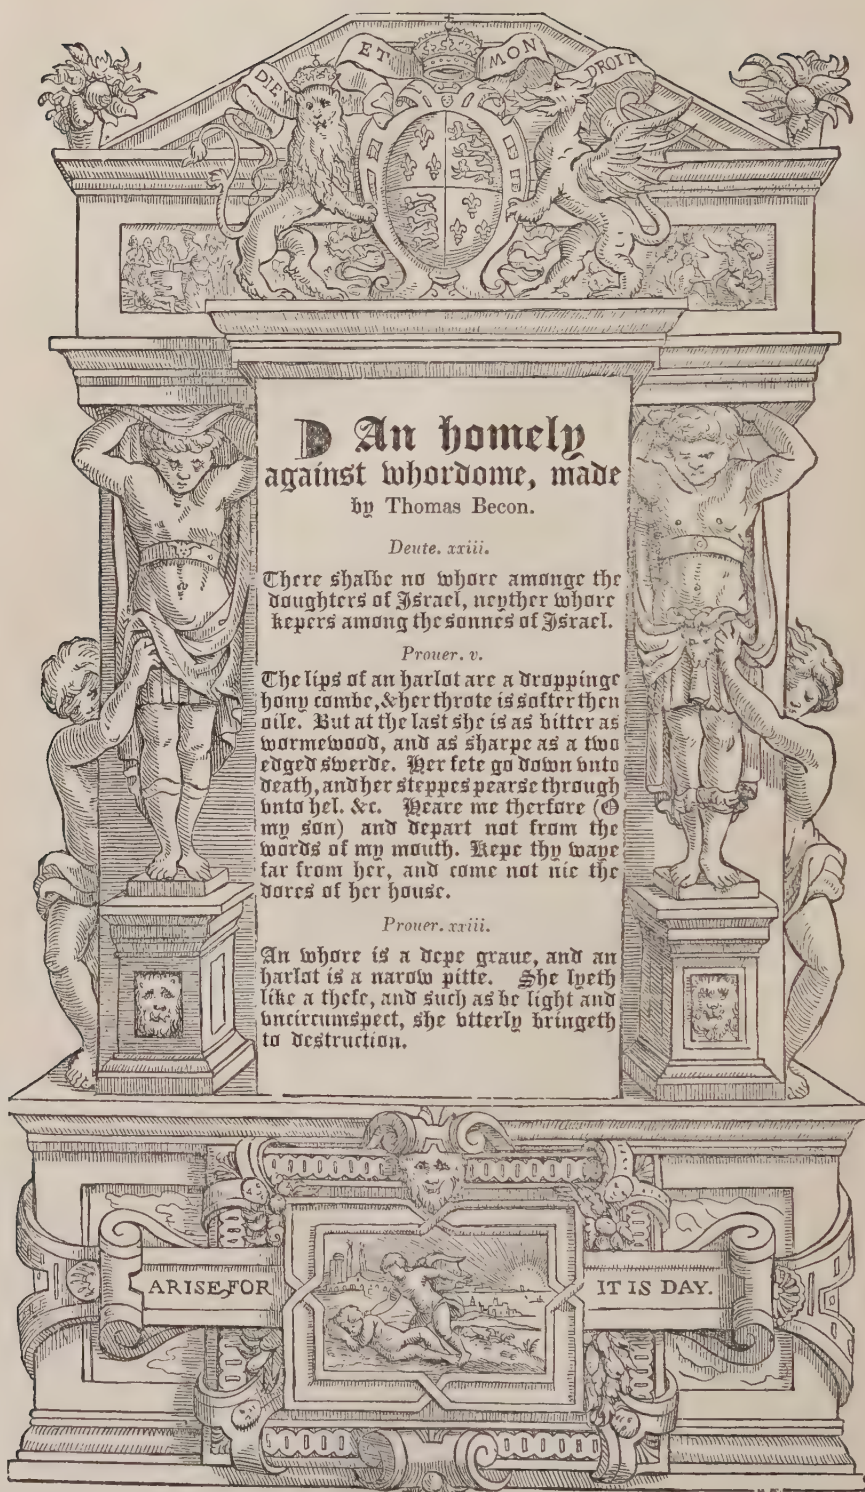 DIEV ET MON DROIT
An homely
against whordome, made
by Thomas Becon.
Deute. xxiii.
There shalbe no whore amonge the
daughters of Israel, neyther whore
kepers among the sonnes of Israel.
Prouer. v.
The lips of an harlot are a droppinge
hony combe, & her throte is softer then
oile. But at the last she is as bitter as
wormewood, and as sharpe as a two
edged swerde. Her fete go down vnto
death, and her steppes pearse through
vnto hel. &c. Heare me therfore (O
my son) and depart not from the
words of my mouth. Kepe thy waye
far from her, and come not nie the
dores of her house.
Prouer. xxiii.
An whore is a depe graue, and an
harlot is a narow pitte. She lyeth
like a thefe, and such as be light and
vncircumspect, she vtterly bringeth
to destruction.
ARISE, FOR IT IS DAY.